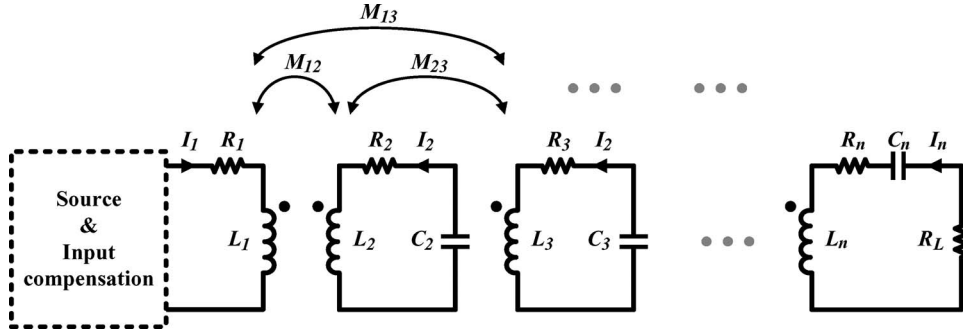 M13
M12
M23
I1
R1
R2
I2
R3
I2
Rn
Cn
In
Source
&
Input
compensation
L1
L2
C2
L3
C3
Ln
RL